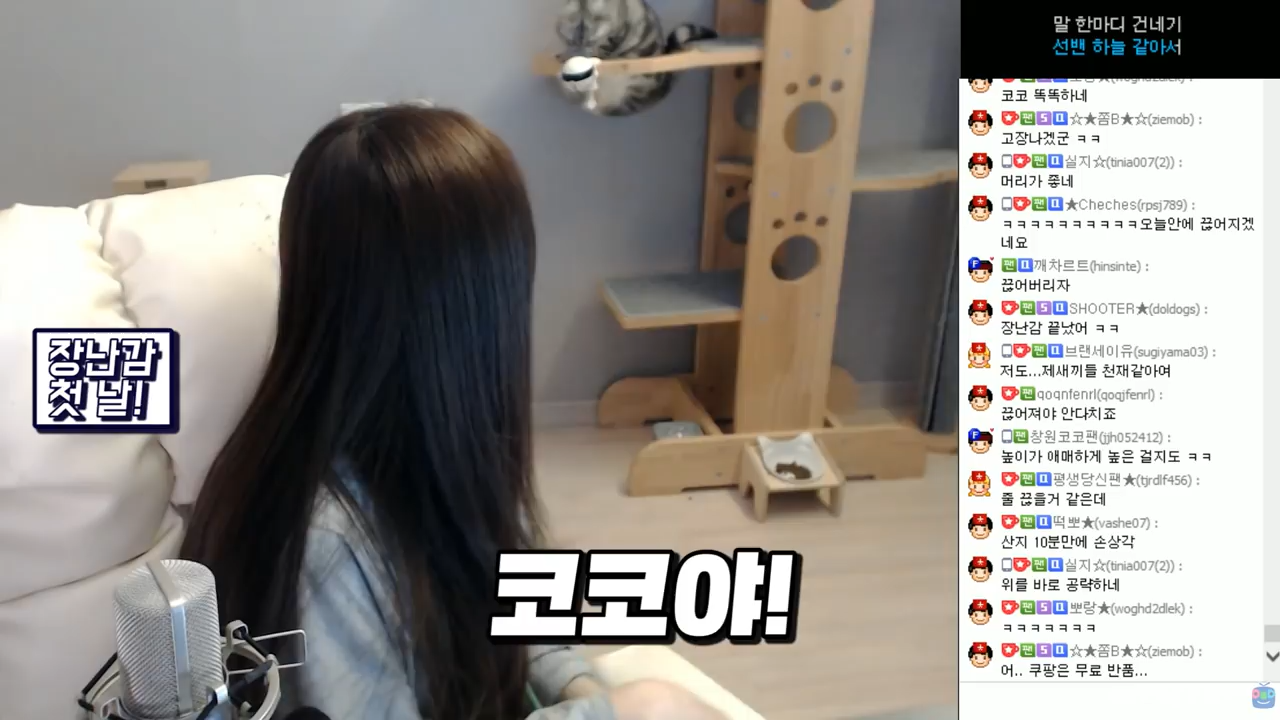 말 한마디 건네기
선밴 하늘 같아서
코코 똑똑하네
☆★쫌B★☆(ziemob) :
고장나겠군 ㅋㅋ
실지☆(tinia007(2)) :
머리가 좋네
★Cheches(rpsj789) :
ㅋㅋㅋㅋㅋㅋㅋㅋㅋㅋ오늘안에 끊어지겠
네요
깨차르트(hinsinte) :
끊어버리자
SHOOTER★(doldogs) :
장난감 끝났어 ㅋㅋ
브랜세이유(sugiyama03) :
저도...제새끼들 천재같아여
qoqnfenrl(qoqjfenrl) :
끊어져야 안다치죠
창원코코팬(jjh052412) :
높이가 애매하게 높은 걸지도 ㅋㅋ
평생당신팬★(tjrdlf456) :
줄 끊을거 같은데
떡뽀★(vashe07) :
산지 10분만에 손상각
실지☆(tinia007(2)) :
위를 바로 공략하네
뽀랑★(woghd2dlek) :
ㅋㅋㅋㅋㅋㅋㅋ
☆★쫌B★☆(ziemob) :
어.. 쿠팡은 무료 반품...
장난감
첫 날!
코코야!